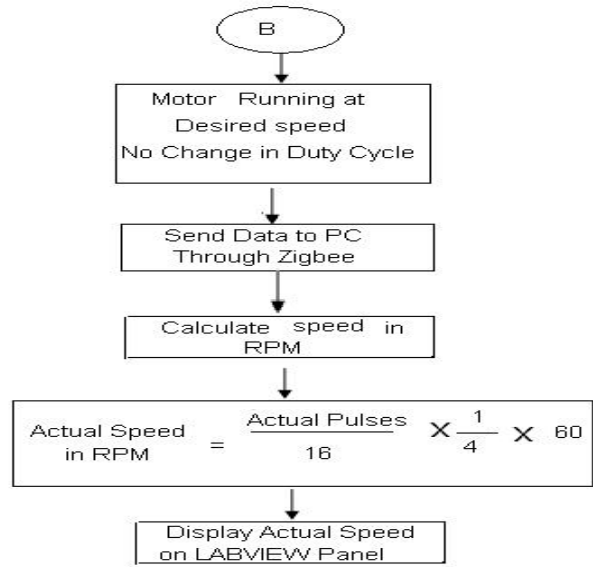 B
Motor Running at
Desired speed
No Change in Duty Cycle
Send Data to PC
Through Zigbee
Calculate speed in
RPM
Actual Speed
in RPM
=
Actual Pulses
16
X
1
4
X 60
Display Actual Speed
on LABVIEW Panel